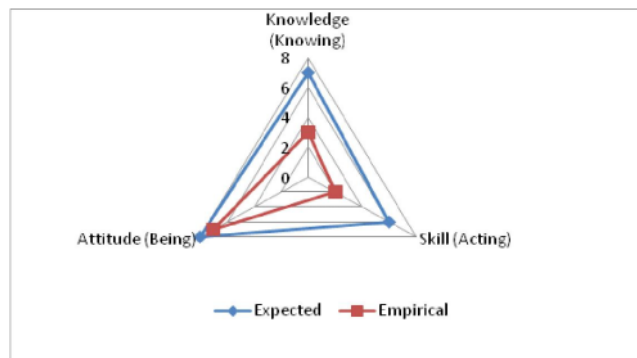 Knowledge
(Knowing)
8
6
4
2
0
Attitude (Being)
Skill (Acting)
Expected
Empirical